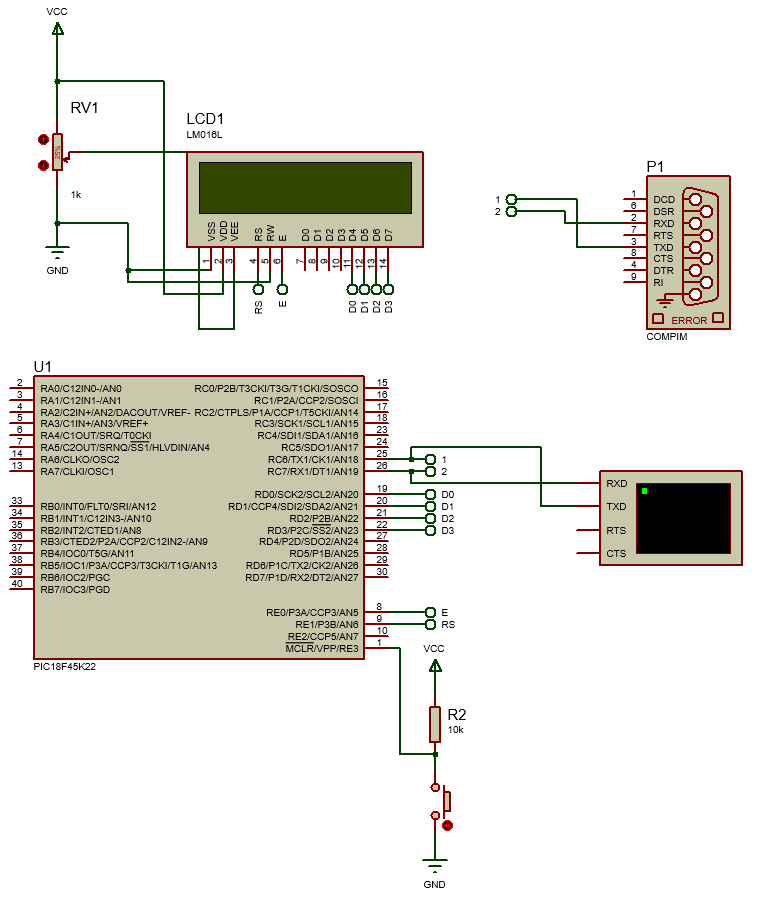 VCC
RV1
25%
1k
GND
LCD1
LM016L
VSS
VDD
VEE
RS
RW
E
D0
D1
D2
D3
D4
D5
D6
D7
1
2
3
4
5
6
7
8
9
10
11
12
13
14
RS
E
D0
D1
D2
D3
P1
1
2
1
6
2
7
3
8
4
9
DCD
DSR
RXD
RTS
TXD
CTS
DTR
RI
ERROR
COMPIM
U1
2 RA0/C12IN0-/AN0
3 RA1/C12IN1-/AN1
4 RA2/C2IN+/AN2/DACOUT/VREF-
5 RA3/C1IN+/AN3/VREF+
6 RA4/C1OUT/SRQ/T0CKI
7 RA5/C2OUT/SRNQ/SS1/HLVDIN/AN4
14 RA6/CLKO/OSC2
13 RA7/CLKI/OSC1
33 RB0/INT0/FLT0/SRI/AN12
34 RB1/INT1/C12IN3-/AN10
35 RB2/INT2/CTED1/AN8
36 RB3/CTED2/P2A/CCP2/C12IN2-/AN9
37 RB4/IOC0/T5G/AN11
38 RB5/IOC1/P3A/CCP3/T3CKI/T1G/AN13
39 RB6/IOC2/PGC
40 RB7/IOC3/PGD
RC0/P2B/T3CKI/T3G/T1CKI/SOSCO 15
RC1/P2A/CCP2/SOSCI 16
RC2/CTPLS/P1A/CCP1/T5CKI/AN14 17
RC3/SCK1/SCL1/AN15 18
RC4/SDI1/SDA1/AN16 23
RC5/SDO1/AN17 24
RC6/TX1/CK1/AN18 25 1
RC7/RX1/DT1/AN19 26 2
RD0/SCK2/SCL2/AN20 19 D0
RD1/CCP4/SDI2/SDA2/AN21 20 D1
RD2/P2B/AN22 21 D2
RD3/P2C/SS2/AN23 22 D3
RD4/P2D/SDO2/AN24 27
RD5/P1B/AN25 28
RD6/P1C/TX2/CK2/AN26 29
RD7/P1D/RX2/DT2/AN27 30
RE0/P3A/CCP3/AN5 8 E
RE1/P3B/AN6 9 RS
RE2/CCP5/AN7 10
MCLR/VPP/RE3 1
PIC18F45K22
RXD
TXD
RTS
CTS
VCC
R2
10k
GND